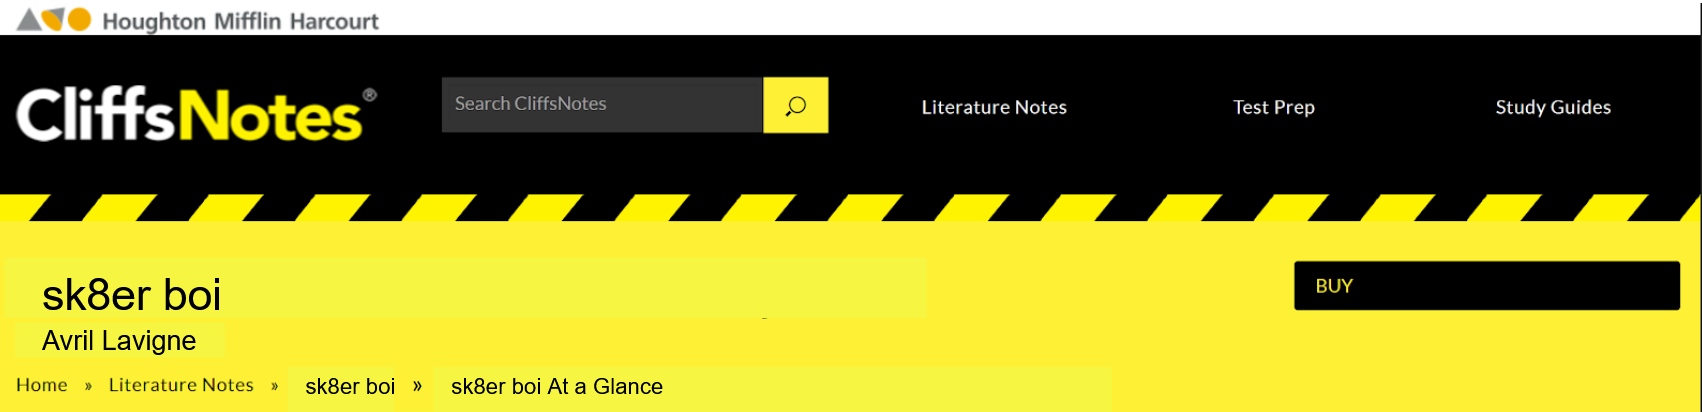 Houghton Mifflin Harcourt
CliffsNotes®
Search CliffsNotes
Literature Notes
Test Prep
Study Guides
sk8er boi
BUY
Avril Lavigne
Home » Literature Notes » sk8er boi » sk8er boi At a Glance